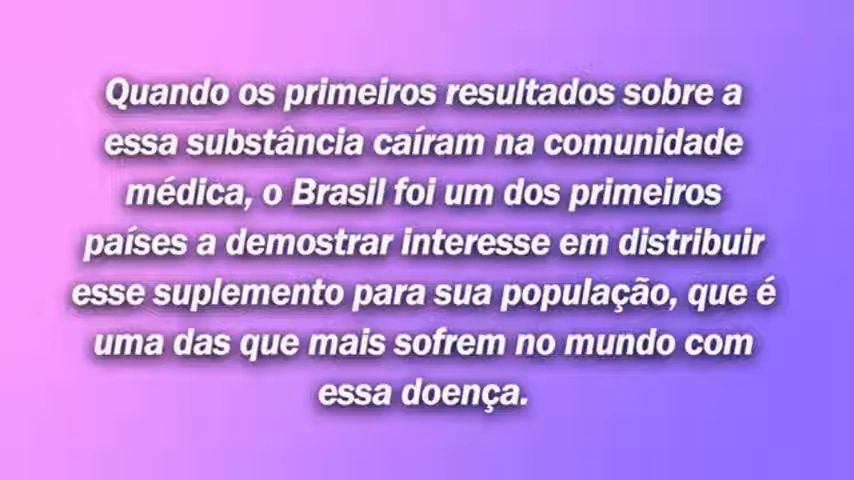 Quando os primeiros resultados sobre a
essa substância caíram na comunidade
médica, o Brasil foi um dos primeiros
países a demostrar interesse em distribuir
esse suplemento para sua população, que é
uma das que mais sofrem no mundo com
essa doença.